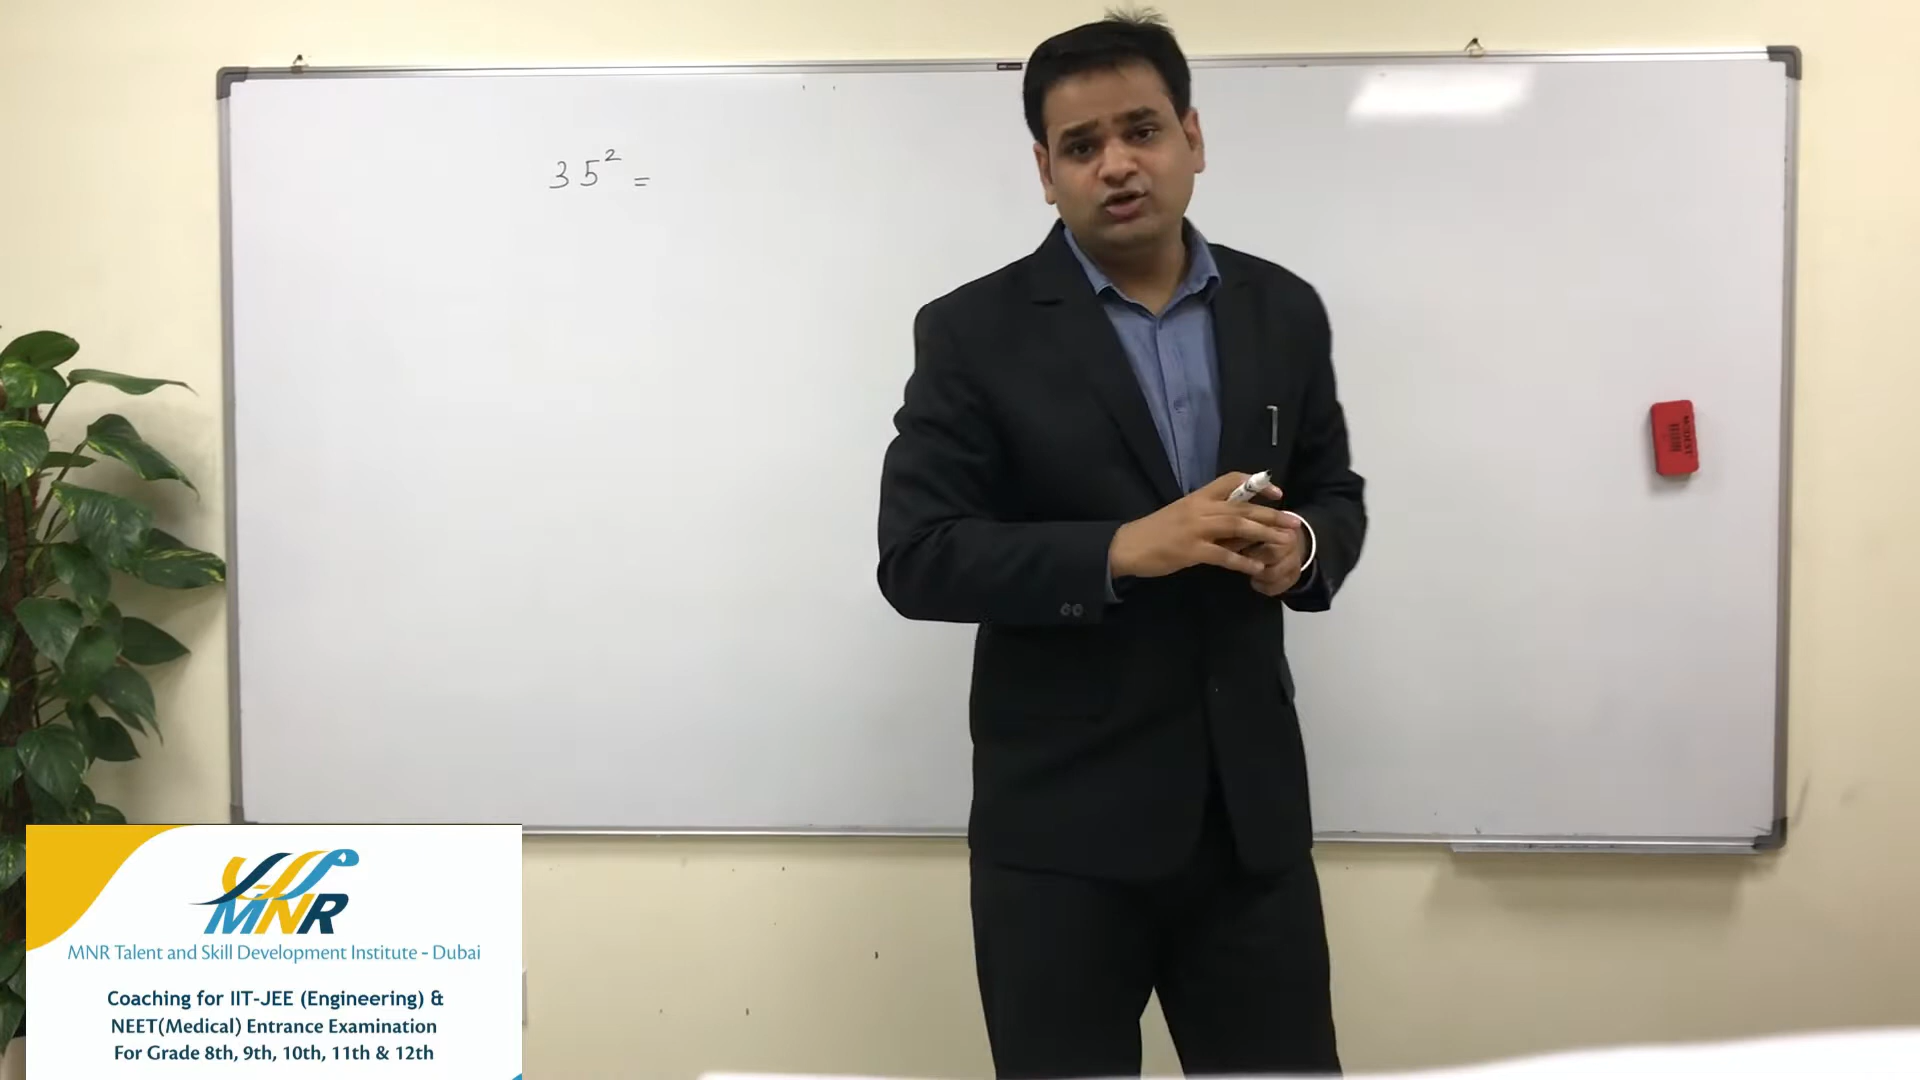 35² =
MNR
MNR Talent and Skill Development Institute - Dubai
Coaching for IIT-JEE (Engineering) &
NEET(Medical) Entrance Examination
For Grade 8th, 9th, 10th, 11th & 12th